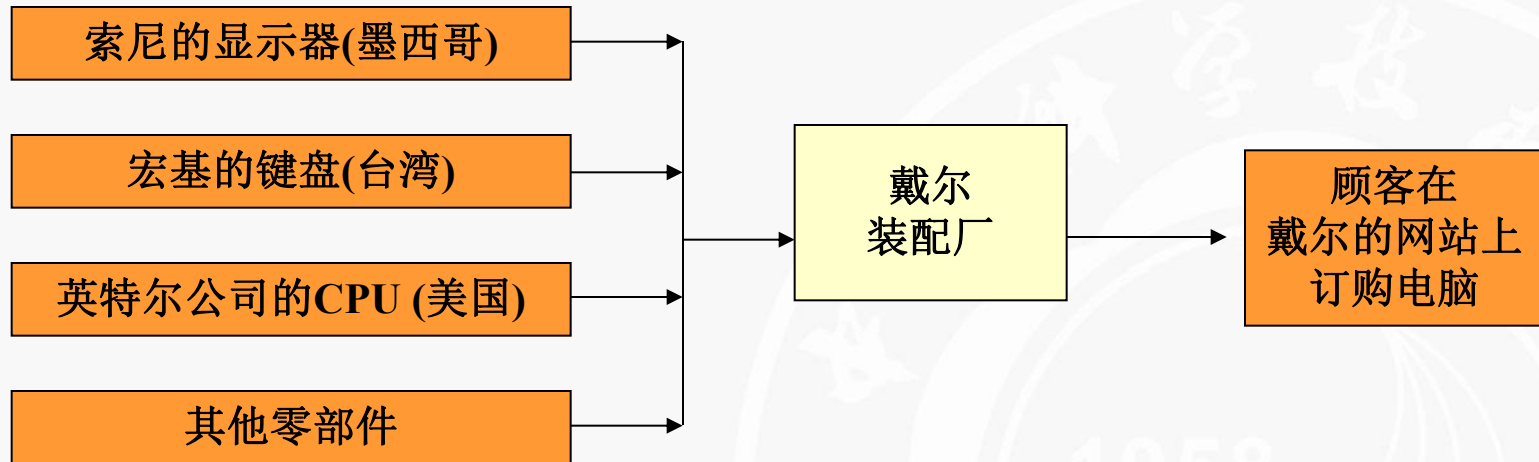 索尼的显示器(墨西哥)
宏基的键盘(台湾)
英特尔公司的CPU (美国)
其他零部件
戴尔
装配厂
顾客在
戴尔的网站上
订购电脑
1958